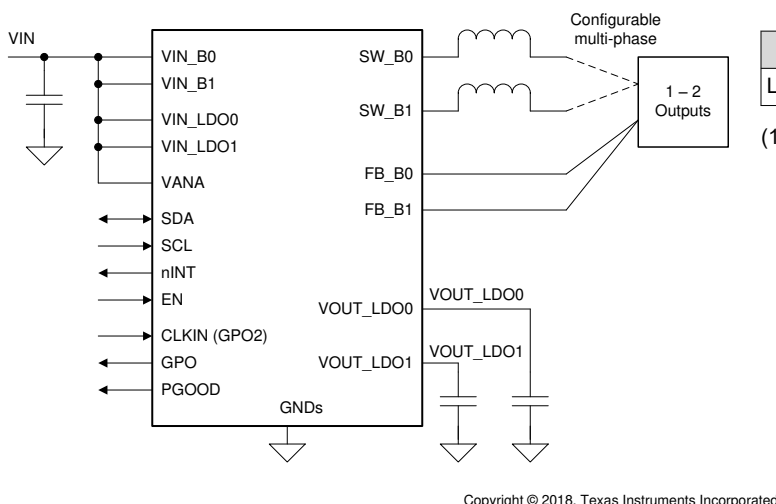 Configurable
multi-phase
VIN
VIN_B0
VIN_B1
VIN_LDO0
VIN_LDO1
VANA
SDA
SCL
nINT
EN
CLKIN (GPO2)
GPO
PGOOD
GNDs
SW_B0
SW_B1
FB_B0
FB_B1
VOUT_LDO0
VOUT_LDO1
VOUT_LDO0
VOUT_LDO1
1 – 2
Outputs
L
(1
Copyright © 2018, Texas Instruments Incorporated